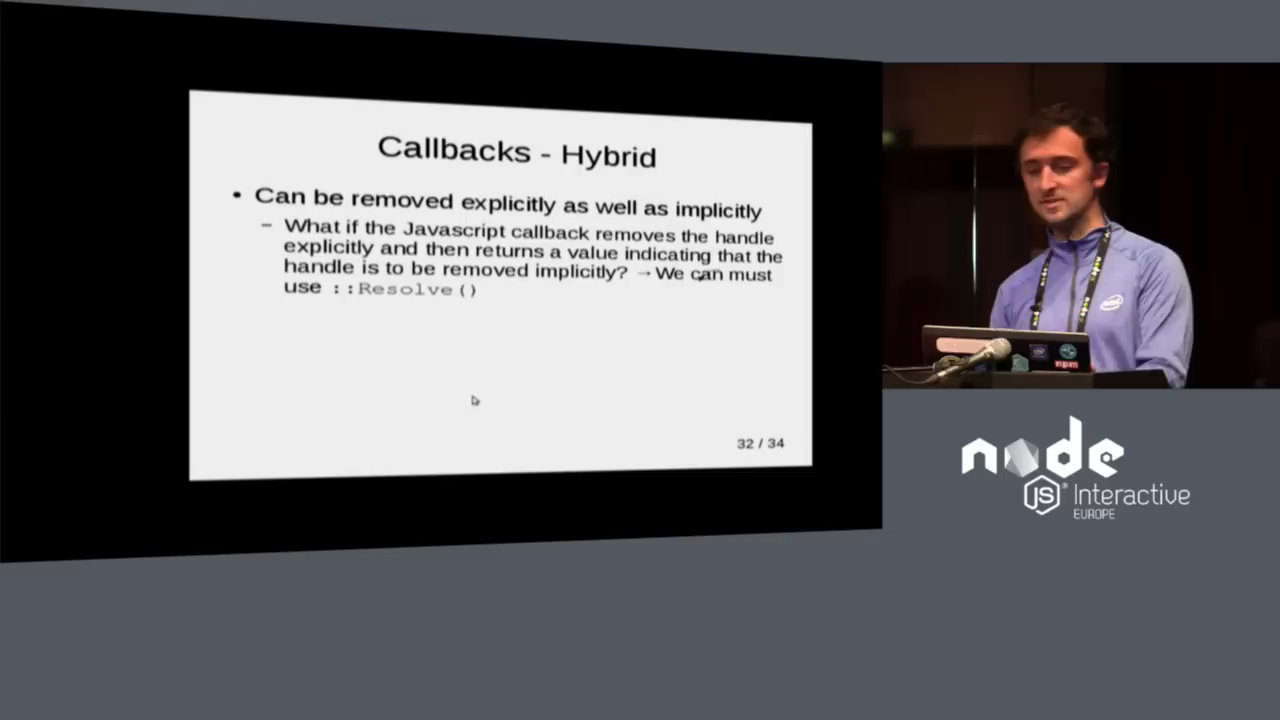 Callbacks - Hybrid
• Can be removed explicitly as well as implicitly
– What if the Javascript callback removes the handle
explicitly and then returns a value indicating that the
handle is to be removed implicitly? → We can must
use ::Resolve()
32 / 34
intel
node
JS Interactive
EUROPE